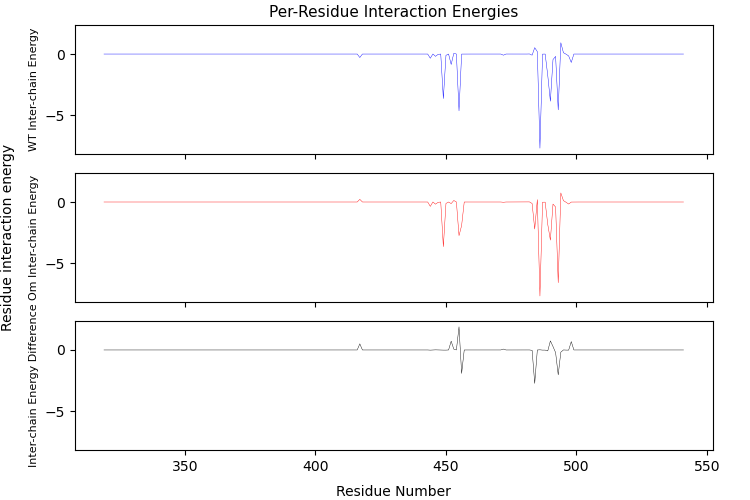 Per-Residue Interaction Energies
Residue interaction energy
WT Inter-chain Energy
0
−5
Om Inter-chain Energy
0
−5
Inter-chain Energy Difference
0
−5
350
400
450
500
550
Residue Number